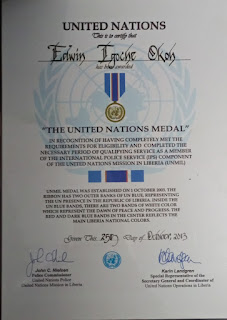 UNITED NATIONS
This is to certify that
Edwin Igoche Okoh
has been awarded
"THE UNITED NATIONS MEDAL"
IN RECOGNITION OF HAVING COMPLETELY MET THE
REQUIREMENTS FOR ELIGIBILITY AND COMPLETED THE
NECESSARY PERIOD OF QUALIFYING SERVICE AS A MEMBER
OF THE INTERNATIONAL POLICE SERVICE (IPS) COMPONENT
OF THE UNITED NATIONS MISSION IN LIBERIA (UNMIL)
UNMIL MEDAL WAS ESTABLISHED ON 1 OCTOBER 2003. THE
RIBBON HAS TWO OUTER BANDS OF UN BLUE, REPRESENTING
THE UN PRESENCE IN THE REPUBLIC OF LIBERIA. INSIDE THE
UN BLUE BANDS, THERE ARE TWO BANDS OF WHITE COLOR
WHICH REPRESENT THE DAWN OF PEACE AND PROGRESS. THE
RED AND DARK BLUE BANDS IN THE CENTER REFLECTS THE
MAIN LIBERIA NATIONAL COLORS.
Given This 25th Day of October, 2013
John C. Nielsen
Police Commissioner
United Nations Police
United Nations Mission in Liberia
Karin Landgren
Special Representative of the
Secretary General and Coordinator of
United Nations Operations in Liberia